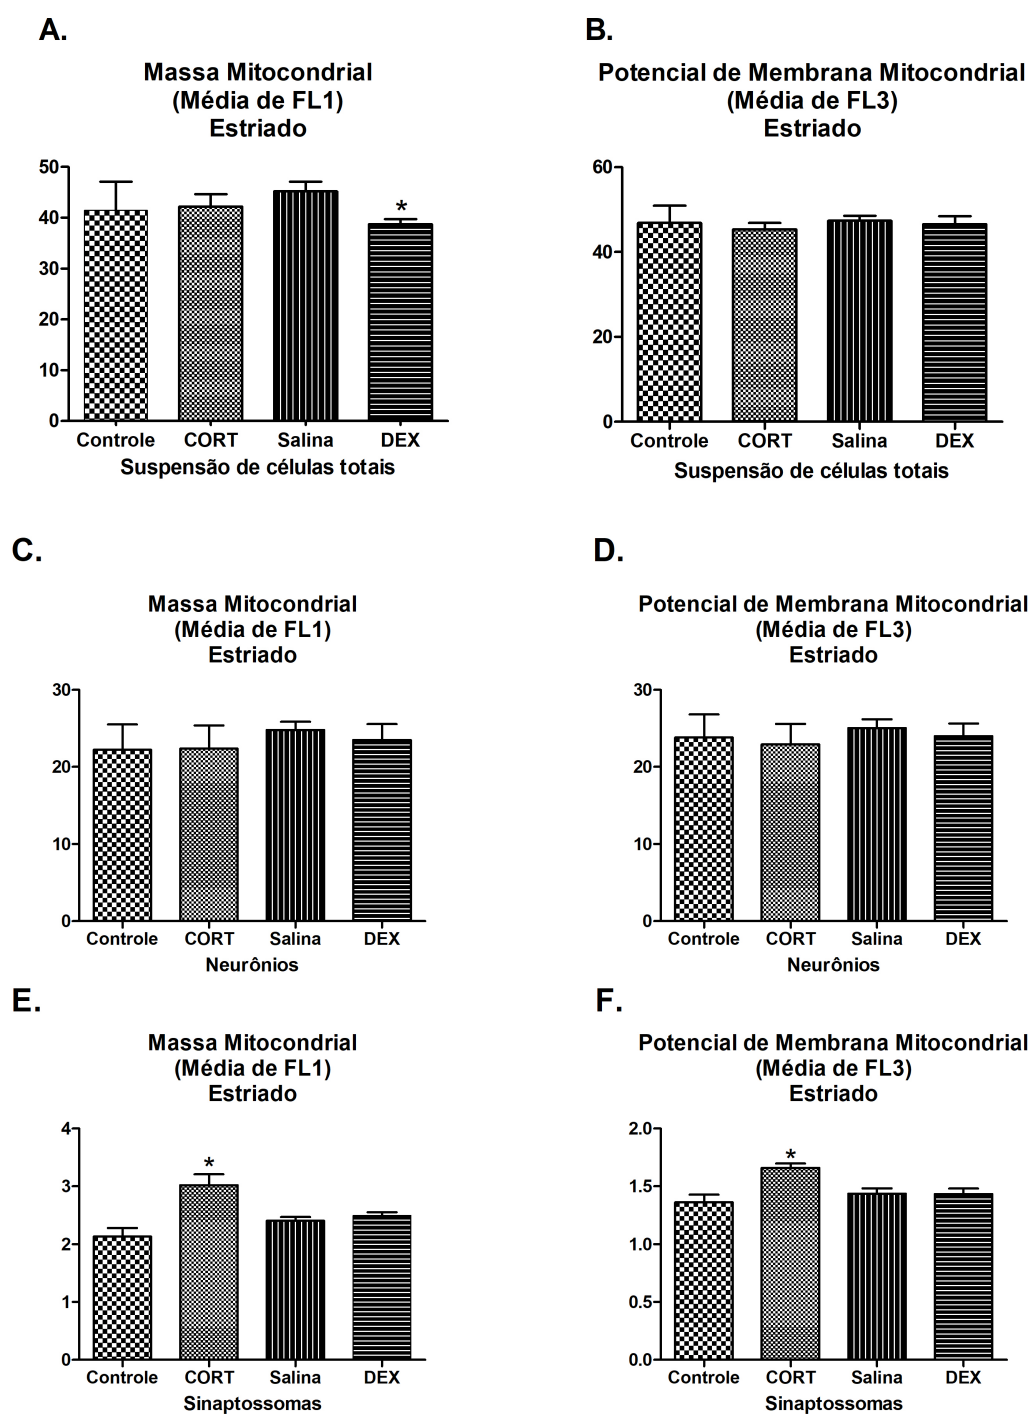 A.
Massa Mitocondrial
(Média de FL1)
Estriado
50
40
30
20
10
0
*
Controle CORT Salina DEX
Suspensão de células totais
B.
Potencial de Membrana Mitocondrial
(Média de FL3)
Estriado
60
40
20
0
Controle CORT Salina DEX
Suspensão de células totais
C.
Massa Mitocondrial
(Média de FL1)
Estriado
30
20
10
0
Controle CORT Salina DEX
Neurônios
D.
Potencial de Membrana Mitocondrial
(Média de FL3)
Estriado
30
20
10
0
Controle CORT Salina DEX
Neurônios
E.
Massa Mitocondrial
(Média de FL1)
Estriado
4
3
2
1
0
*
Controle CORT Salina DEX
Sinaptossomas
F.
Potencial de Membrana Mitocondrial
(Média de FL3)
Estriado
2.0
1.5
1.0
0.5
0.0
*
Controle CORT Salina DEX
Sinaptossomas